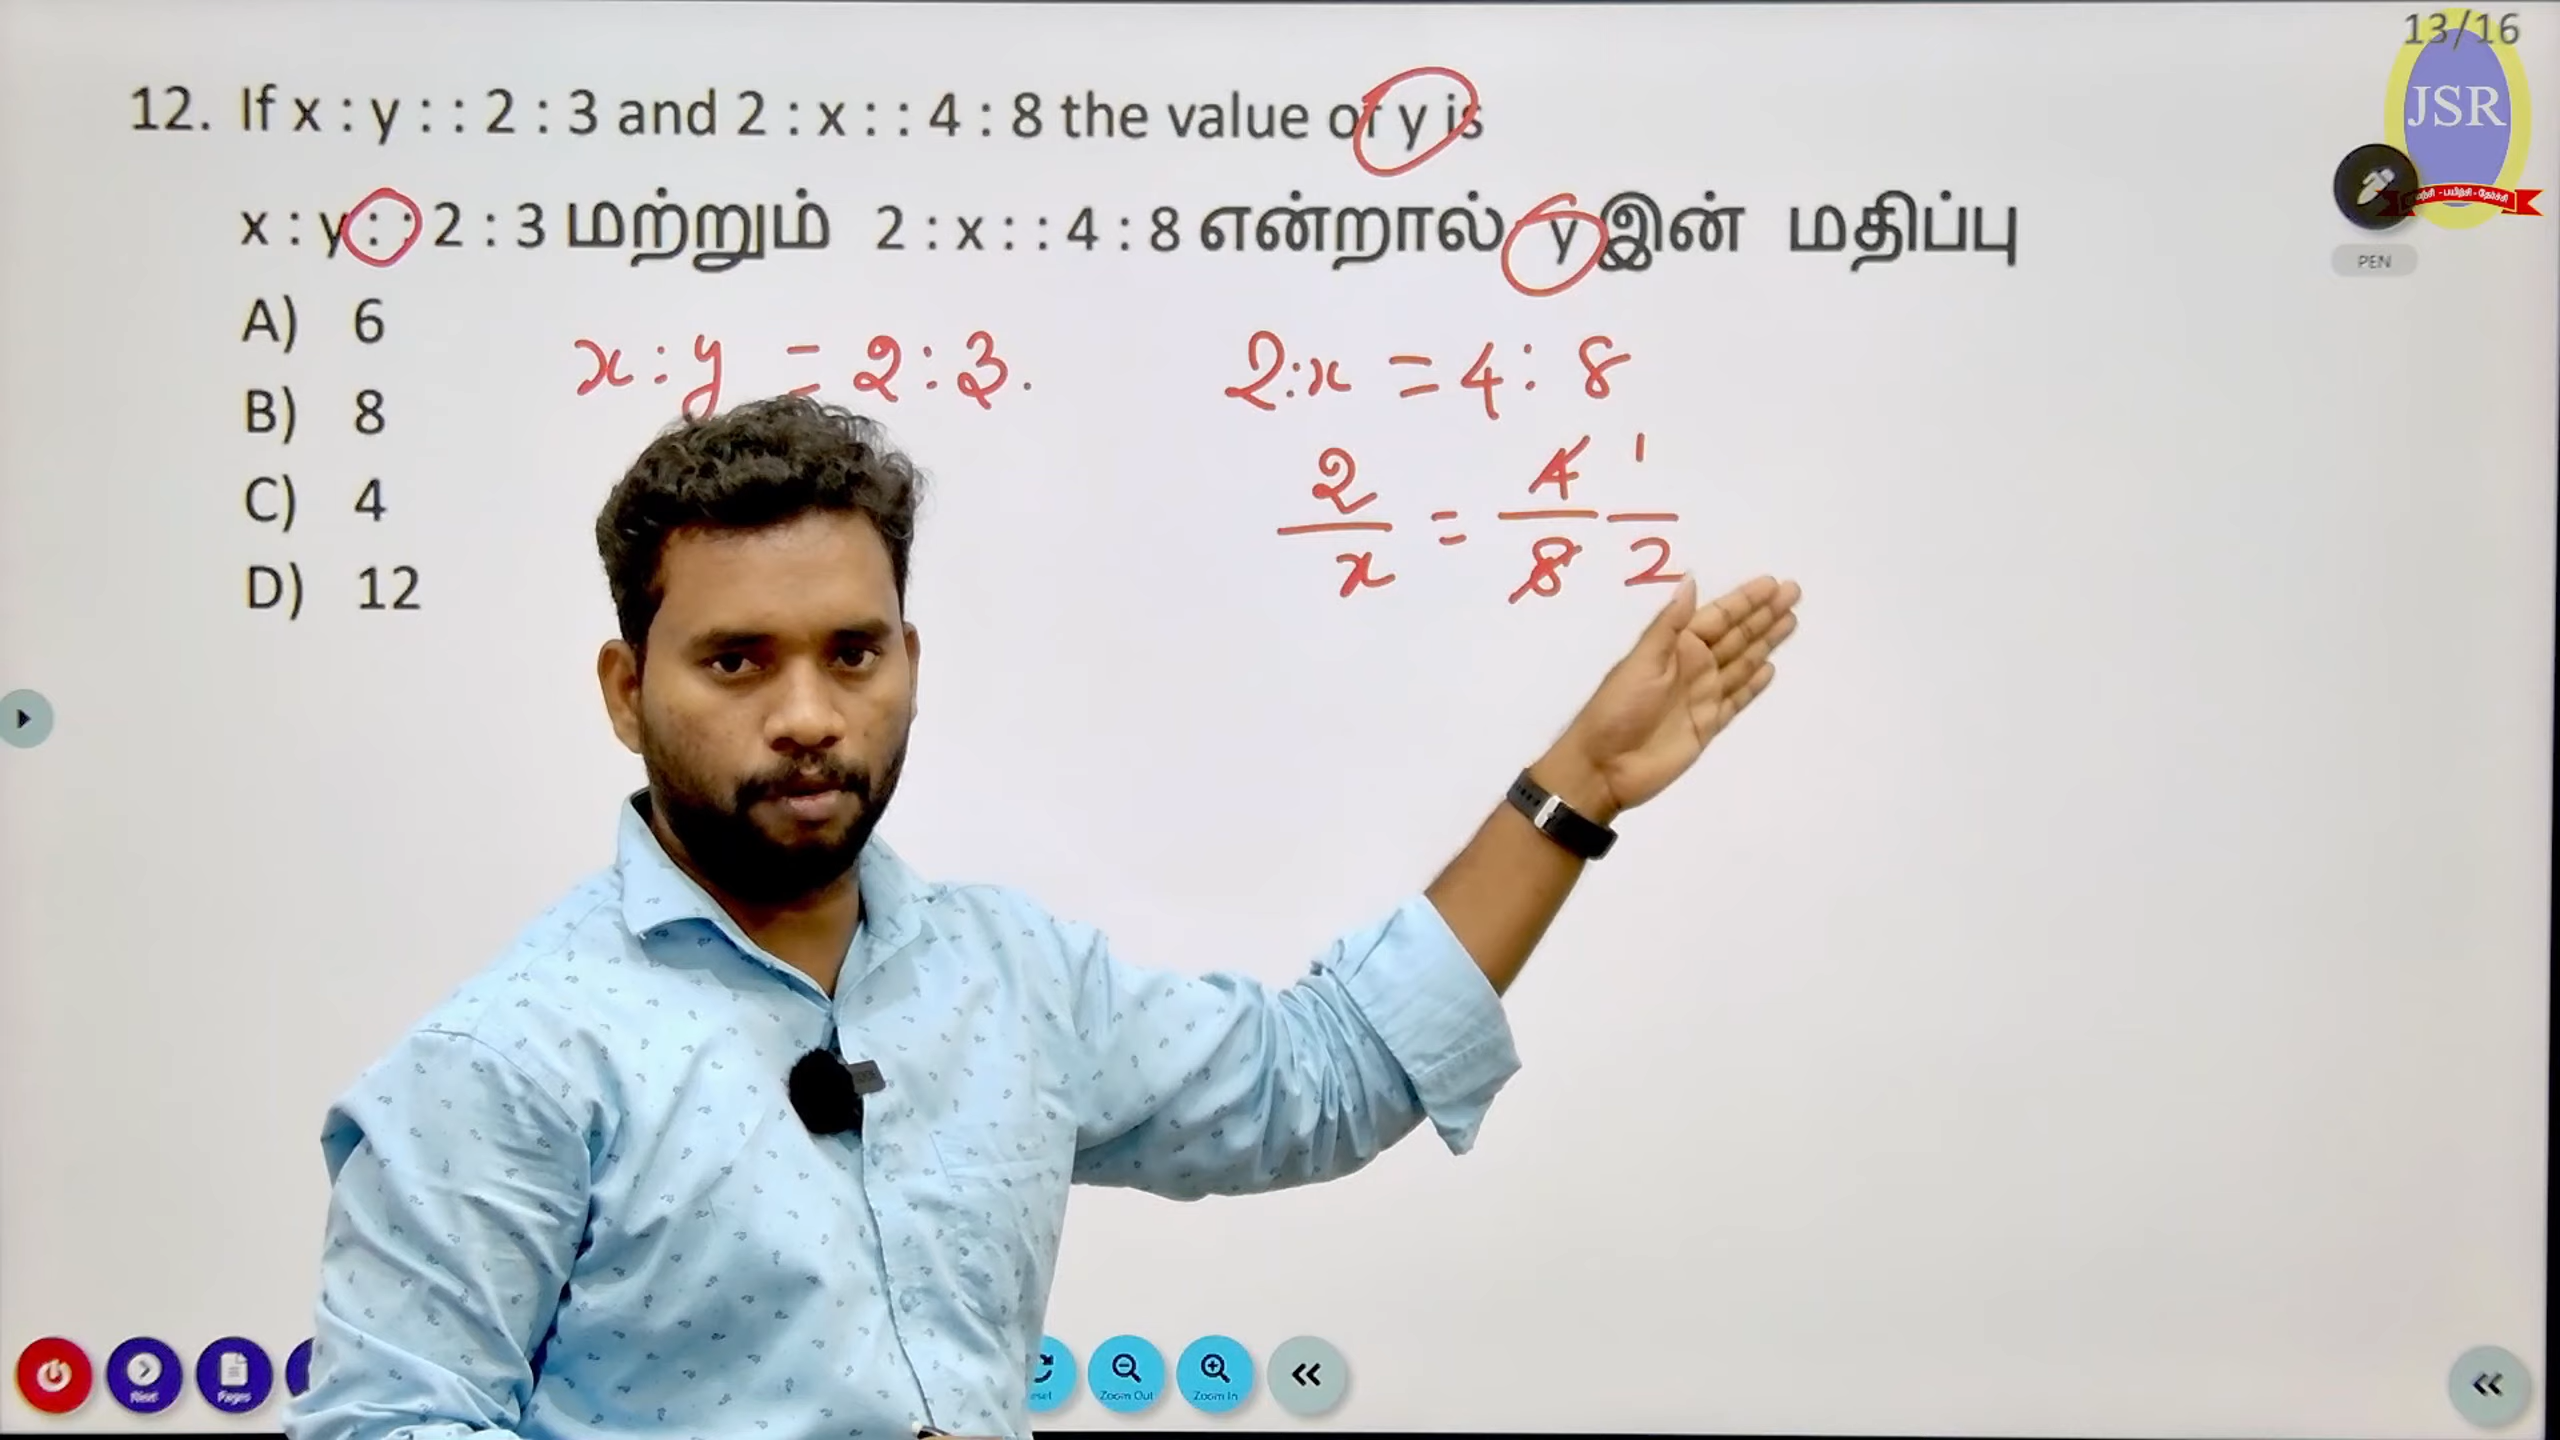 13/16
JSR
12. If x : y : : 2 : 3 and 2 : x : : 4 : 8 the value of y is
x : y : : 2 : 3 மற்றும் 2 : x : : 4 : 8 என்றால் y இன் மதிப்பு
PEN
A) 6
B) 8
C) 4
D) 12
x : y = 2 : 3.
2 : x = 4 : 8
2/x = 4/8 1/2
Next
Pages
Zoom Out
Zoom In